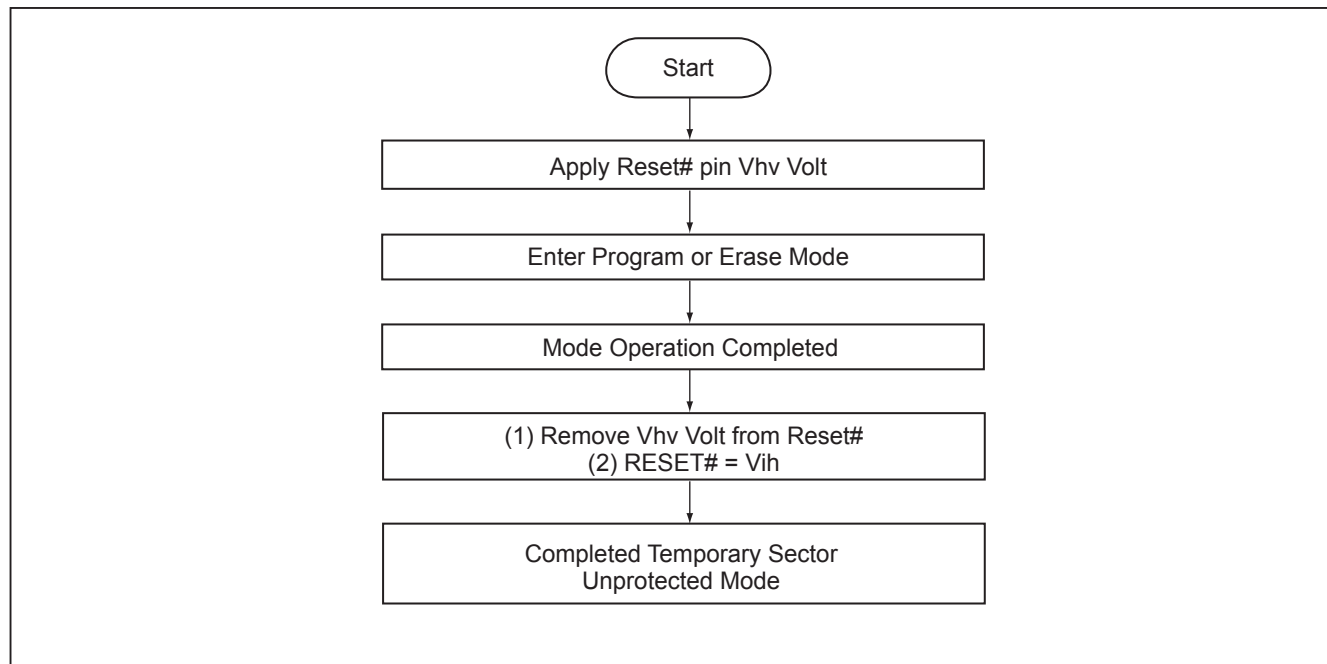 Start
Apply Reset# pin Vhv Volt
Enter Program or Erase Mode
Mode Operation Completed
(1) Remove Vhv Volt from Reset#
(2) RESET# = Vih
Completed Temporary Sector
Unprotected Mode